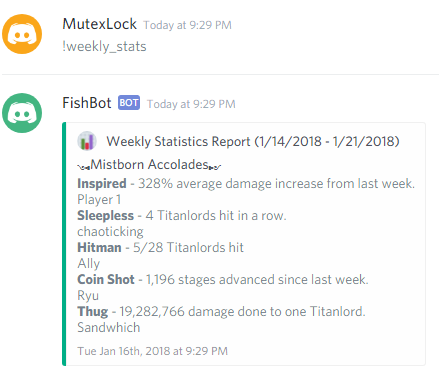 MutexLock Today at 9:29 PM
!weekly_stats
FishBot BOT Today at 9:29 PM
Weekly Statistics Report (1/14/2018 - 1/21/2018)
Mistborn Accolades
Inspired - 328% average damage increase from last week.
Player 1
Sleepless - 4 Titanlords hit in a row.
chaoticking
Hitman - 5/28 Titanlords hit
Ally
Coin Shot - 1,196 stages advanced since last week.
Ryu
Thug - 19,282,766 damage done to one Titanlord.
Sandwhich
Tue Jan 16th, 2018 at 9:29 PM